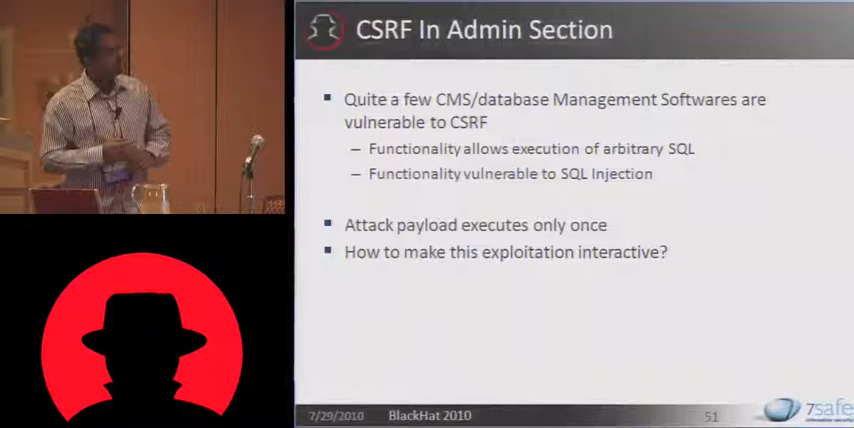 CSRF In Admin Section
Quite a few CMS/database Management Softwares are
vulnerable to CSRF
– Functionality allows execution of arbitrary SQL
– Functionality vulnerable to SQL Injection
Attack payload executes only once
How to make this exploitation interactive?
7/29/2010 BlackHat 2010 51
7safe
information security